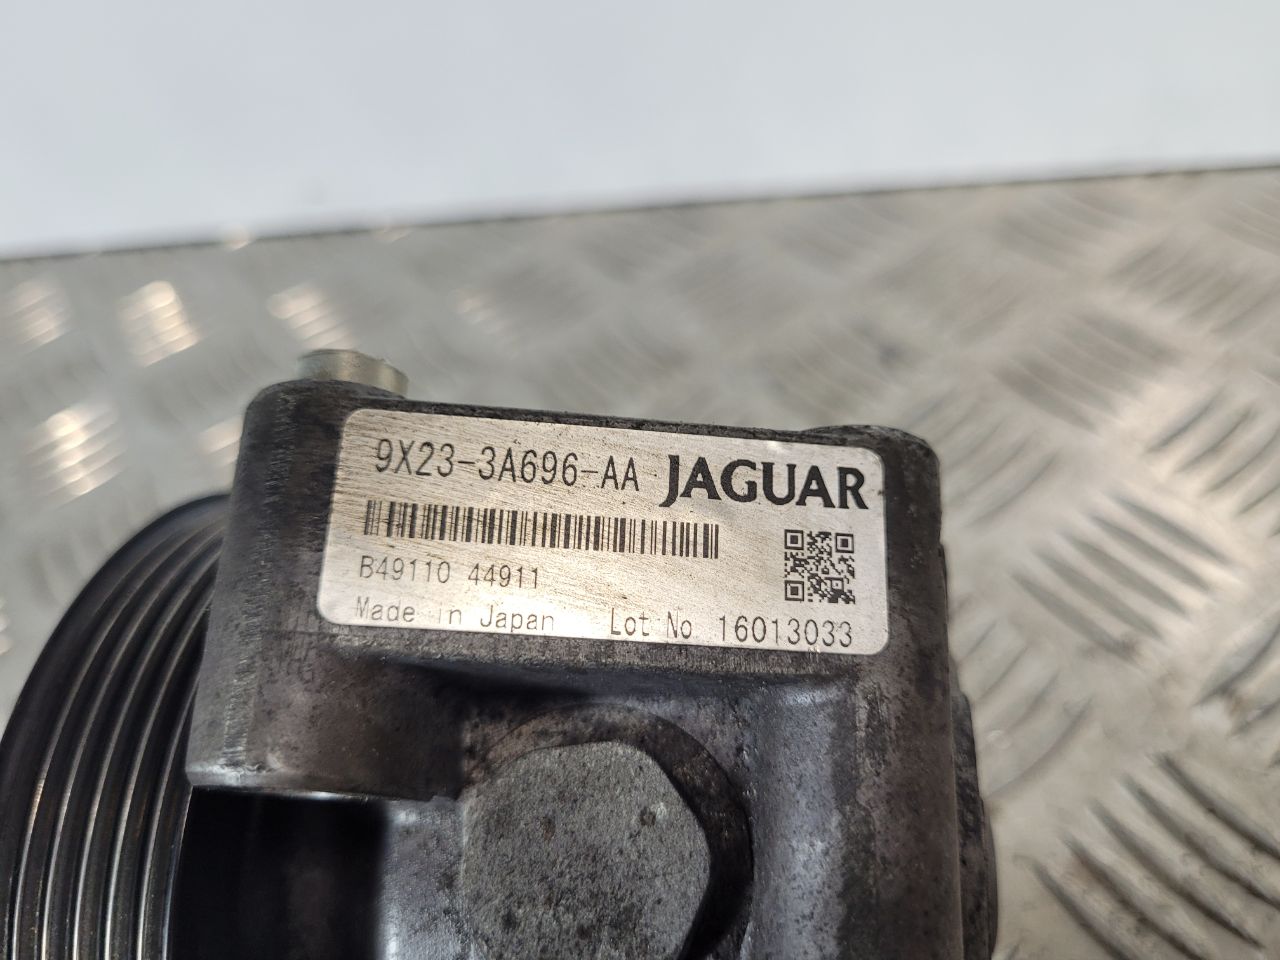 9X23-3A696-AA JAGUAR
B49110 44911
Made in Japan Lot No 16013033